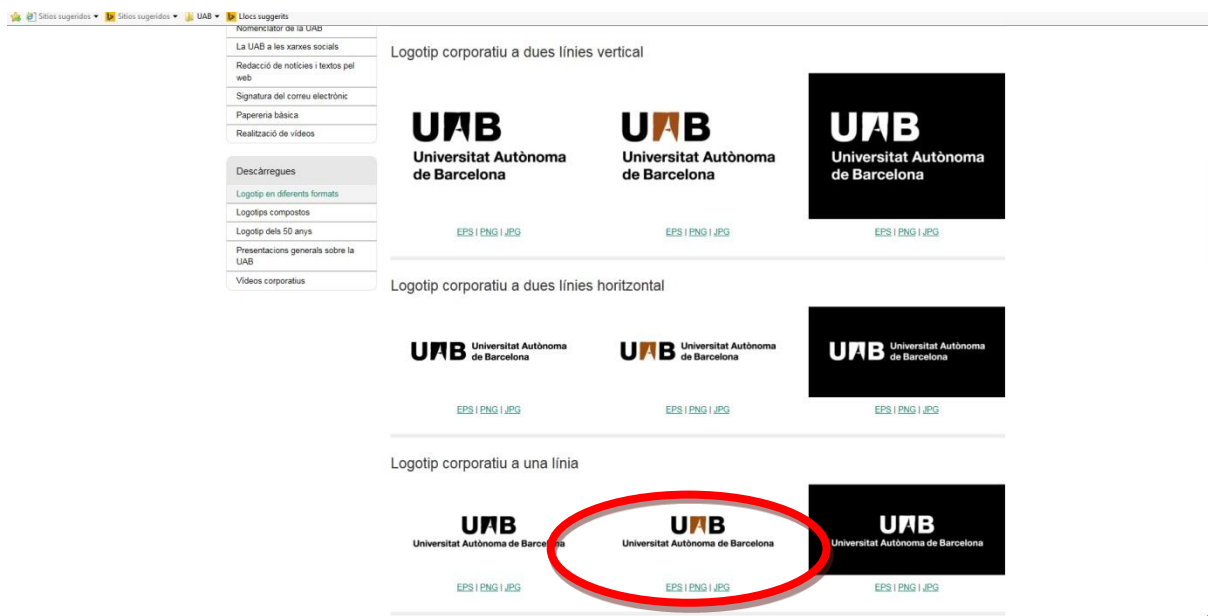 Sitios sugeridos
Sitios sugeridos
UAB
Llocs suggerits
Nomenclàtor de la UAB
La UAB a les xarxes socials
Redacció de notícies i textos pel
web
Signatura del correu electrònic
Papereria bàsica
Realització de vídeos
Descàrregues
Logotip en diferents formats
Logotips compostos
Logotip dels 50 anys
Presentacions generals sobre la
UAB
Vídeos corporatius
Logotip corporatiu a dues línies vertical
UAB
Universitat Autònoma
de Barcelona
EPS | PNG | JPG
UAB
Universitat Autònoma
de Barcelona
EPS | PNG | JPG
UAB
Universitat Autònoma
de Barcelona
EPS | PNG | JPG
Logotip corporatiu a dues línies horitzontal
UAB
Universitat Autònoma
de Barcelona
EPS | PNG | JPG
UAB
Universitat Autònoma
de Barcelona
EPS | PNG | JPG
UAB
Universitat Autònoma
de Barcelona
EPS | PNG | JPG
Logotip corporatiu a una línia
UAB
Universitat Autònoma de Barcelona
EPS | PNG | JPG
UAB
Universitat Autònoma de Barcelona
EPS | PNG | JPG
UAB
Universitat Autònoma de Barcelona
EPS | PNG | JPG